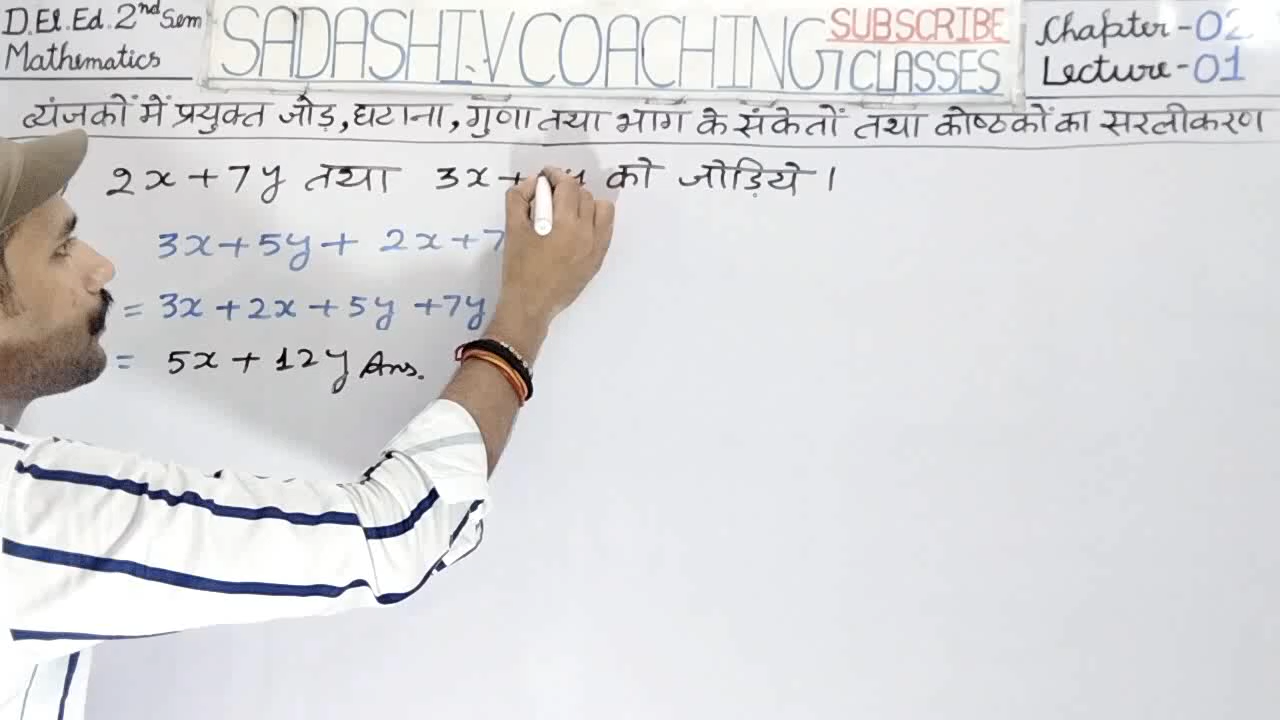 D.El.Ed. 2nd Sem
Mathematics
SADASHIV COACHING CLASSES
SUBSCRIBE
Chapter-02
Lecture-01
व्यंजकों में प्रयुक्त जोड़, घटाना, गुणा तथा भाग के संकेतों तथा कोष्ठकों का सरलीकरण
2x+7y तथा 3x+ को जोड़िये।
3x+5y+ 2x+7
= 3x+2x+5y+7y
= 5x+12y Ans.